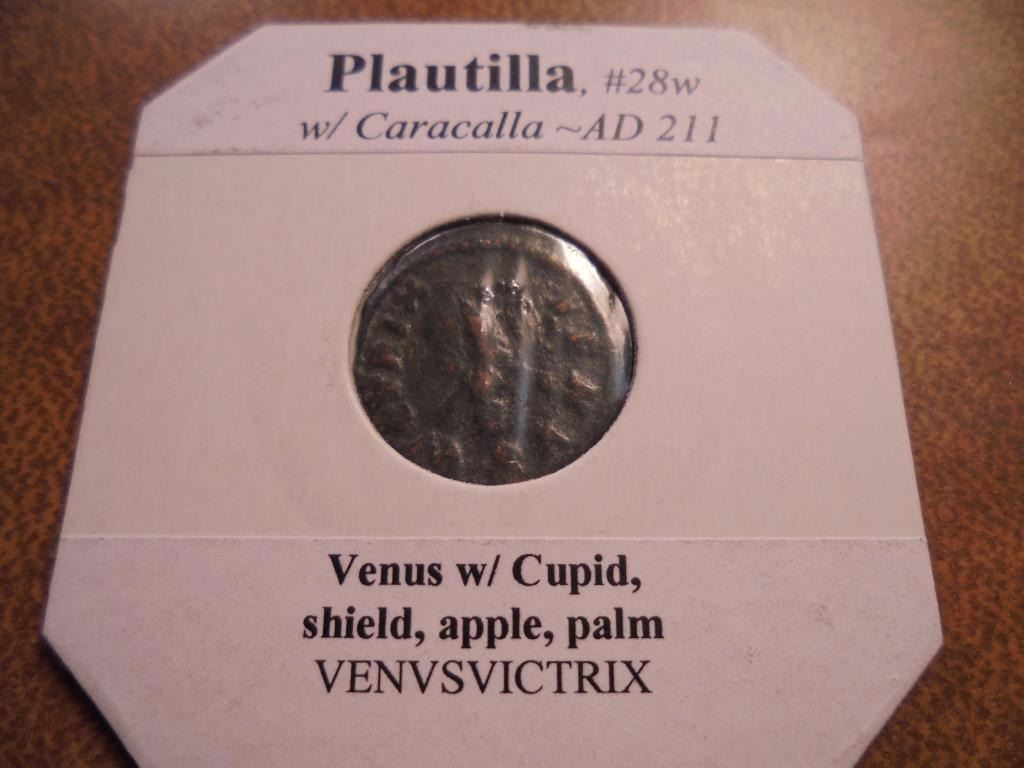 Plautilla, #28w
w/ Caracalla ~AD 211
Venus w/ Cupid,
shield, apple, palm
VENVSVICTRIX